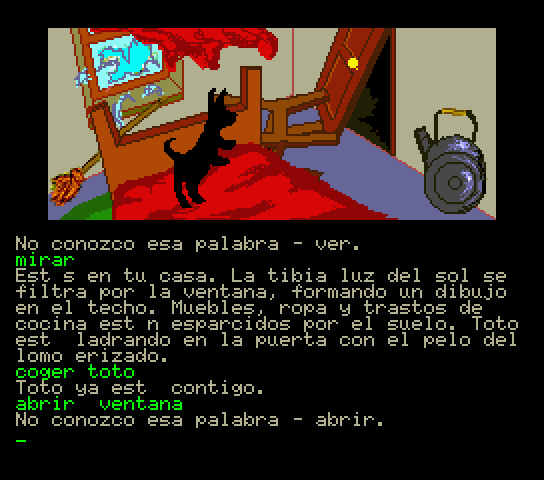 No conozco esa palabra - ver.
mirar
Est s en tu casa. La tibia luz del sol se
filtra por la ventana, formando un dibujo
en el techo. Muebles, ropa y trastos de
cocina est n esparcidos por el suelo. Toto
est  ladrando en la puerta con el pelo del
lomo erizado.
coger toto
Toto ya est  contigo.
abrir  ventana
No conozco esa palabra - abrir.
_